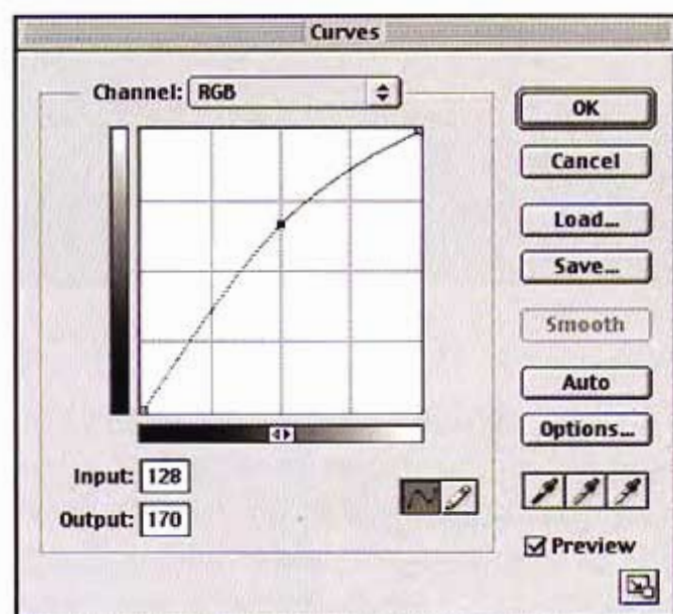 Curves
Channel: RGB
OK
Cancel
Load...
Save...
Smooth
Auto
Options...
Input: 128
Output: 170
Preview